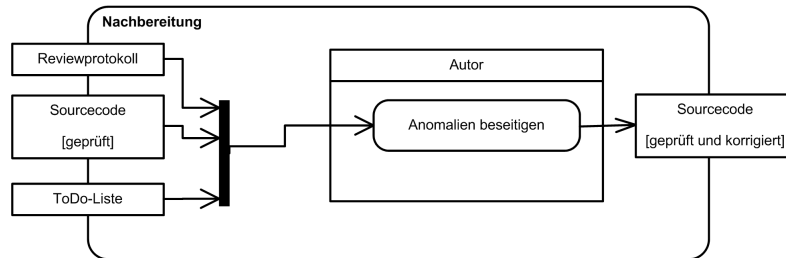 Nachbereitung
Reviewprotokoll
Sourcecode
[geprüft]
ToDo-Liste
Autor
Anomalien beseitigen
Sourcecode
[geprüft und korrigiert]